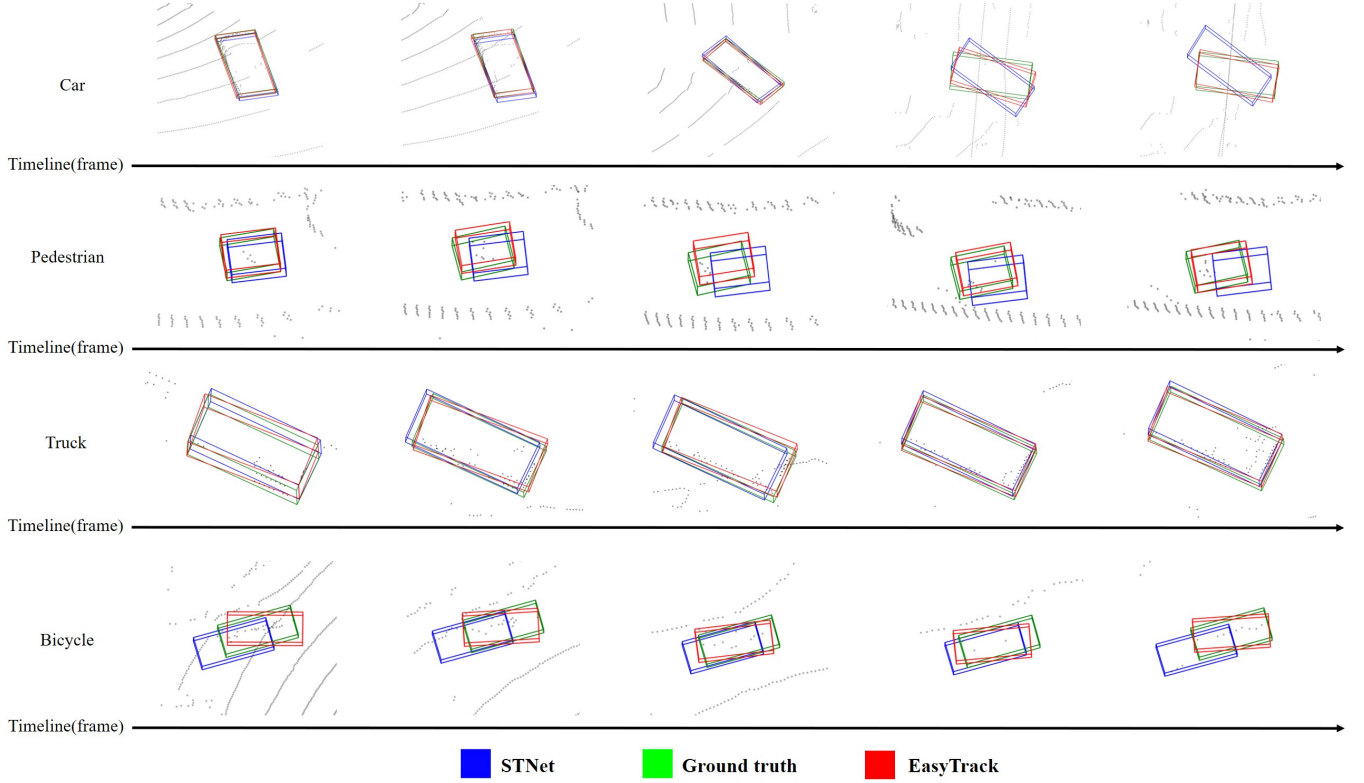 Car
Timeline(frame)
Pedestrian
Timeline(frame)
Truck
Timeline(frame)
Bicycle
Timeline(frame)
STNet Ground truth EasyTrack